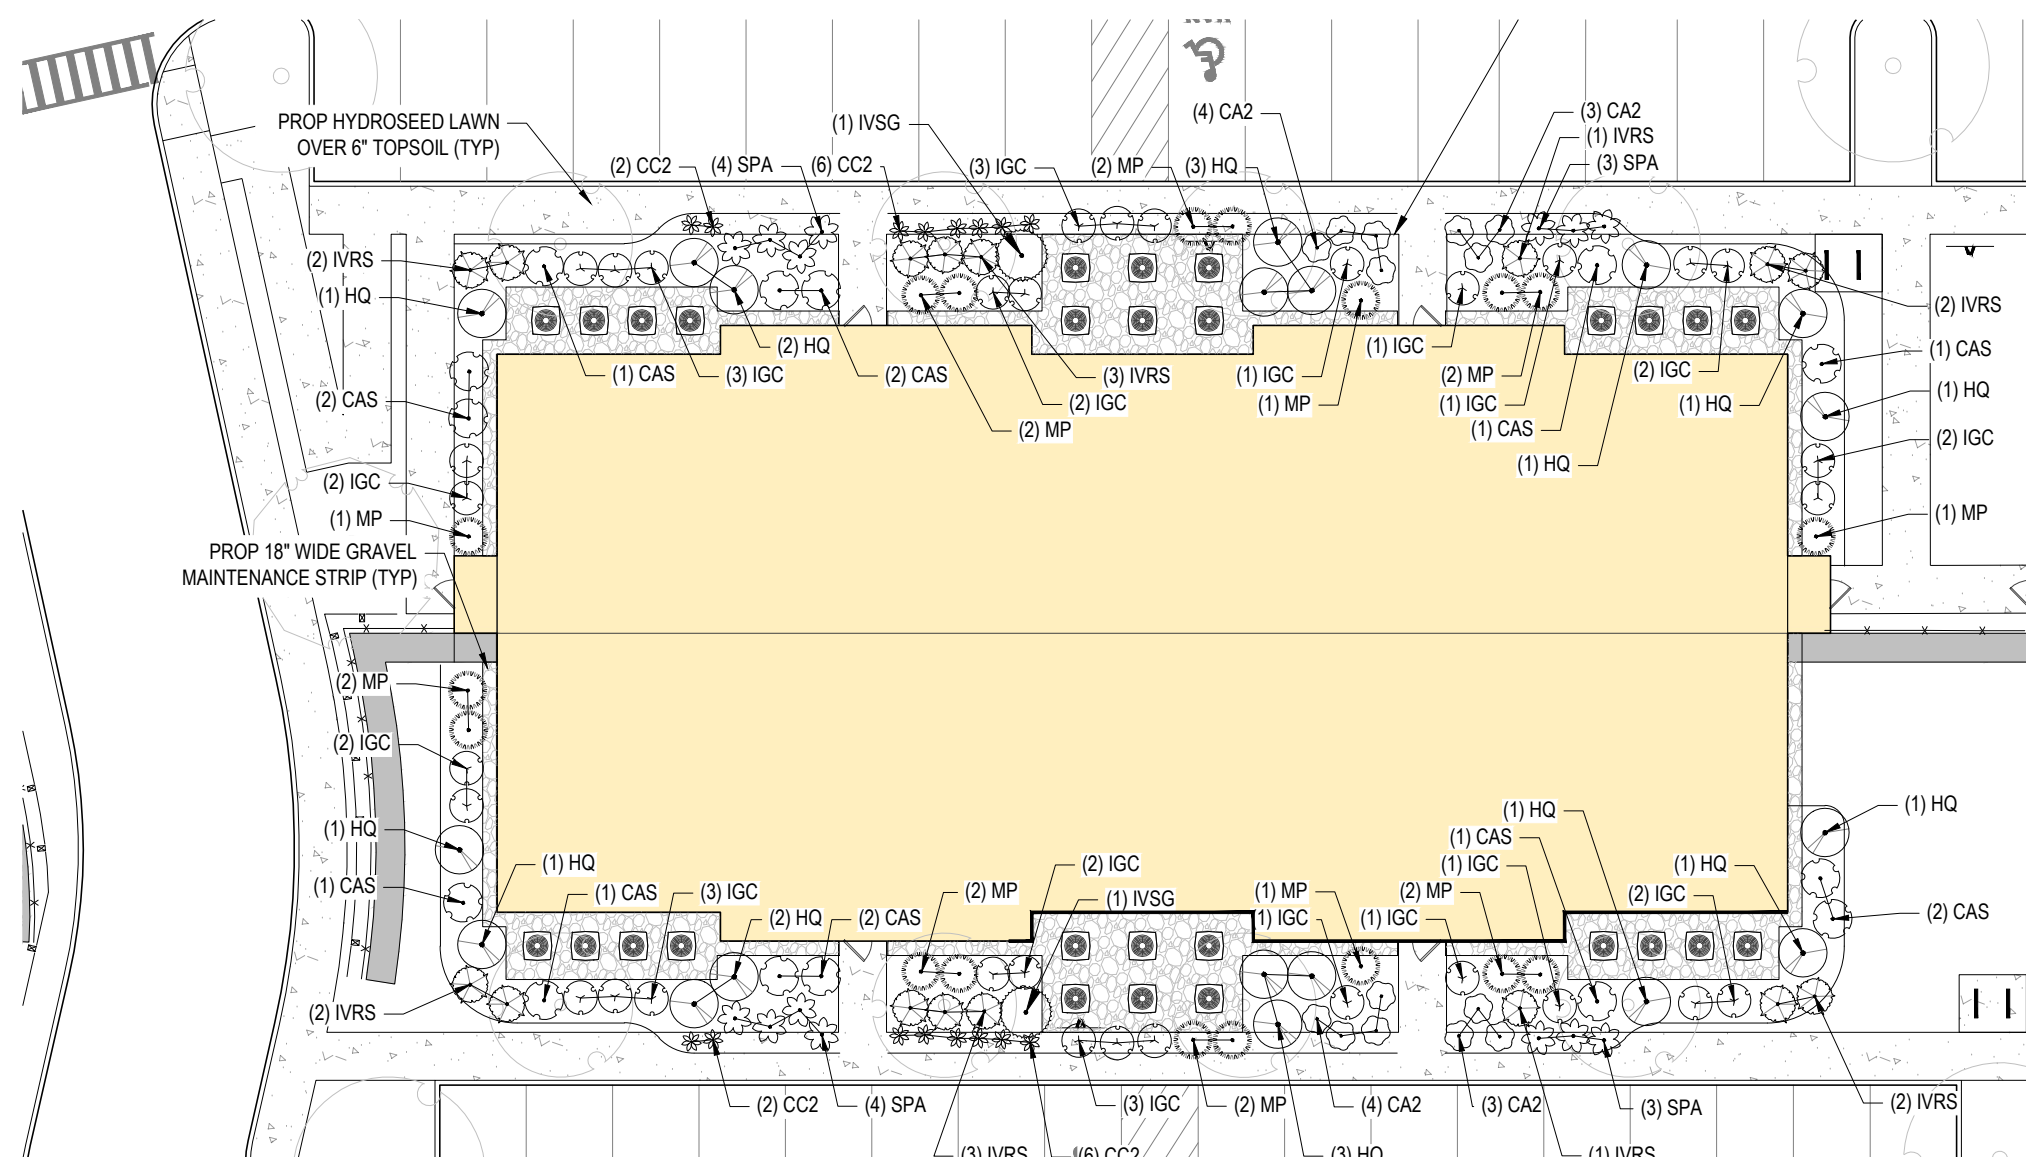 (4) CA2
(3) CA2
PROP HYDROSEED LAWN
OVER 6" TOPSOIL (TYP)
(1) IVSG
(1) IVRS
(2) CC2
(4) SPA
(6) CC2
(3) IGC
(2) MP
(3) HQ
(3) SPA
(2) IVRS
(1) HQ
(2) IVRS
(2) HQ
(1) IGC
(1) CAS
(1) CAS
(3) IGC
(2) CAS
(3) IVRS
(1) IGC
(2) MP
(2) IGC
(1) HQ
(2) CAS
(2) IGC
(1) MP
(1) IGC
(1) HQ
(2) MP
(1) CAS
(2) IGC
(1) HQ
(2) IGC
(1) MP
(1) MP
PROP 18" WIDE GRAVEL
MAINTENANCE STRIP (TYP)
(2) MP
(2) IGC
(1) HQ
(1) HQ
(1) HQ
(1) CAS
(1) HQ
(2) IGC
(1) IGC
(1) HQ
(1) CAS
(1) CAS
(3) IGC
(2) MP
(1) IVSG
(1) MP
(2) MP
(2) IGC
(2) HQ
(2) CAS
(1) IGC
(1) IGC
(2) CAS
(2) IVRS
(2) CC2
(4) SPA
(3) IGC
(2) MP
(4) CA2
(3) CA2
(3) SPA
(2) IVRS
(3) IVRS
(6) CC2
(3) HQ
(1) IVRS